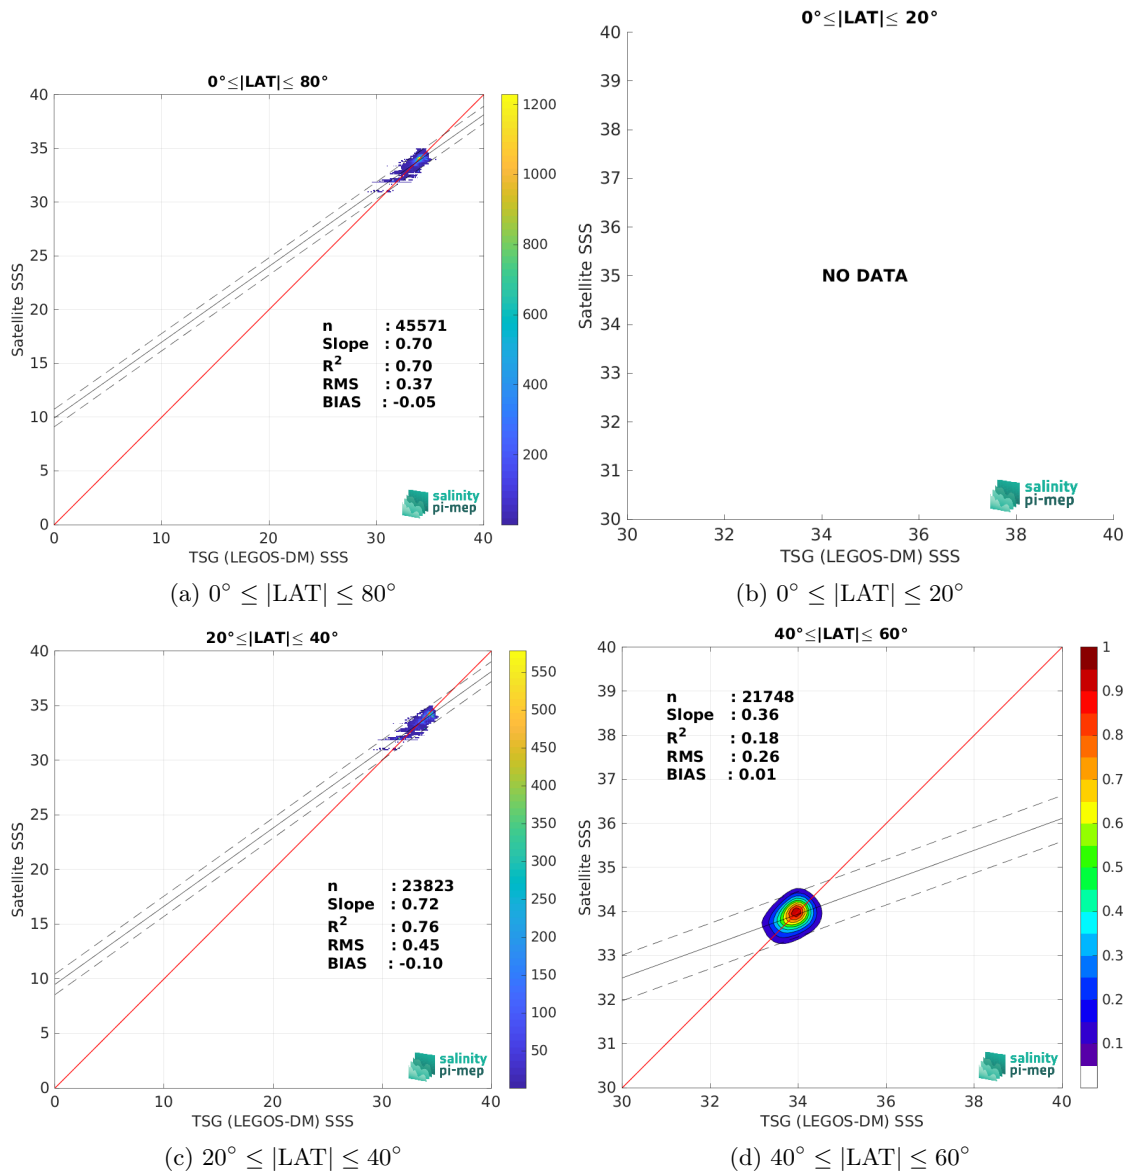 0°≤|LAT|≤ 80°
40
35
30
25
20
15
10
5
0
Satellite SSS
n : 45571
Slope : 0.70
R2 : 0.70
RMS : 0.37
BIAS : -0.05
salinity
pi-mep
0 10 20 30 40
TSG (LEGOS-DM) SSS
1200
1000
800
600
400
200
(a) 0° ≤ |LAT| ≤ 80°
0°≤|LAT|≤ 20°
40
39
38
37
36
35
34
33
32
31
30
Satellite SSS
NO DATA
salinity
pi-mep
30 32 34 36 38 40
TSG (LEGOS-DM) SSS
(b) 0° ≤ |LAT| ≤ 20°
20°≤|LAT|≤ 40°
40
35
30
25
20
15
10
5
0
Satellite SSS
n : 23823
Slope : 0.72
R2 : 0.76
RMS : 0.45
BIAS : -0.10
salinity
pi-mep
0 10 20 30 40
TSG (LEGOS-DM) SSS
550
500
450
400
350
300
250
200
150
100
50
(c) 20° ≤ |LAT| ≤ 40°
40°≤|LAT|≤ 60°
40
39
38
37
36
35
34
33
32
31
30
Satellite SSS
n : 21748
Slope : 0.36
R2 : 0.18
RMS : 0.26
BIAS : 0.01
salinity
pi-mep
30 32 34 36 38 40
TSG (LEGOS-DM) SSS
1
0.9
0.8
0.7
0.6
0.5
0.4
0.3
0.2
0.1
(d) 40° ≤ |LAT| ≤ 60°